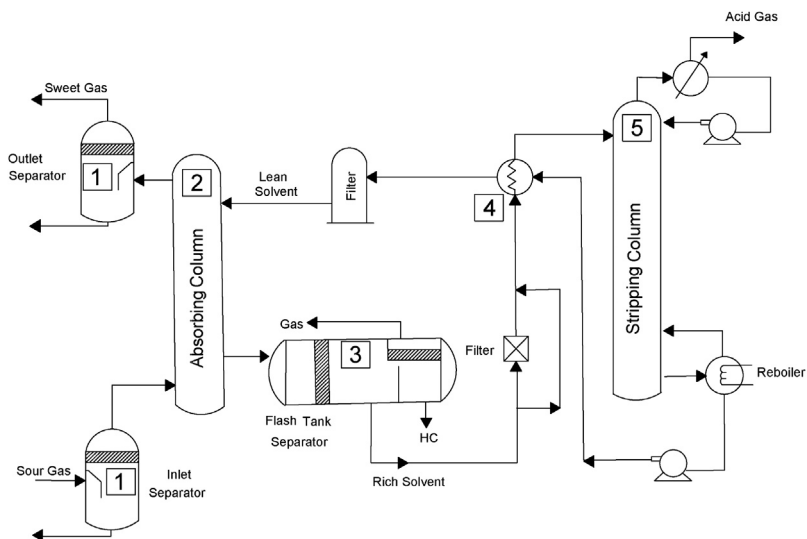 Acid Gas
Sweet Gas
5
Outlet
Separator
1
2
Lean
Solvent
Filter
4
Absorbing Column
Stripping Column
Gas
3
Filter
Reboiler
Flash Tank
Separator
HC
Sour Gas
1
Inlet
Separator
Rich Solvent